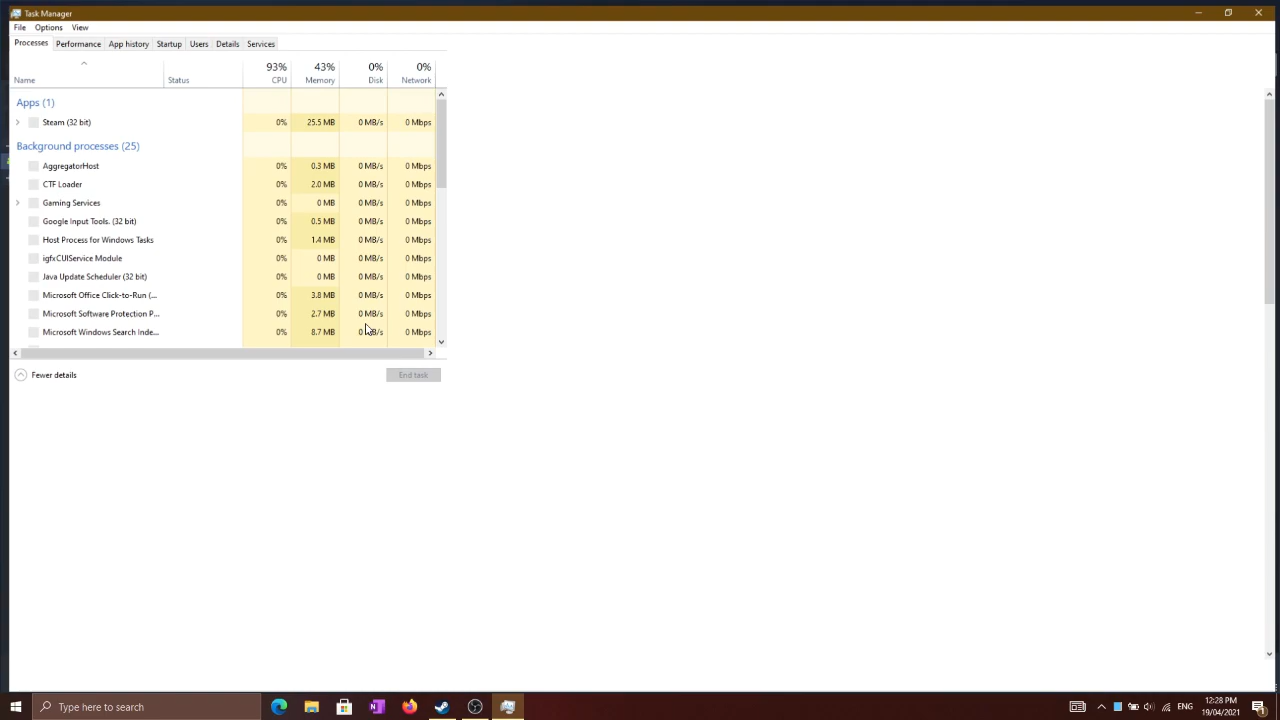 Task Manager
File Options View
Processes Performance App history Startup Users Details Services
93% 43% 0% 0%
Name Status CPU Memory Disk Network
Apps (1)
Steam (32 bit) 0% 25.5 MB 0 MB/s 0 Mbps
Background processes (25)
AggregatorHost 0% 0.3 MB 0 MB/s 0 Mbps
CTF Loader 0% 2.0 MB 0 MB/s 0 Mbps
Gaming Services 0% 0 MB 0 MB/s 0 Mbps
Google Input Tools. (32 bit) 0% 0.5 MB 0 MB/s 0 Mbps
Host Process for Windows Tasks 0% 1.4 MB 0 MB/s 0 Mbps
igfxCUIService Module 0% 0 MB 0 MB/s 0 Mbps
Java Update Scheduler (32 bit) 0% 0 MB 0 MB/s 0 Mbps
Microsoft Office Click-to-Run (... 0% 3.8 MB 0 MB/s 0 Mbps
Microsoft Software Protection P... 0% 2.7 MB 0 MB/s 0 Mbps
Microsoft Windows Search Inde... 0% 8.7 MB 0 MB/s 0 Mbps
Fewer details End task
Type here to search ENG 12:28 PM
19/04/2021